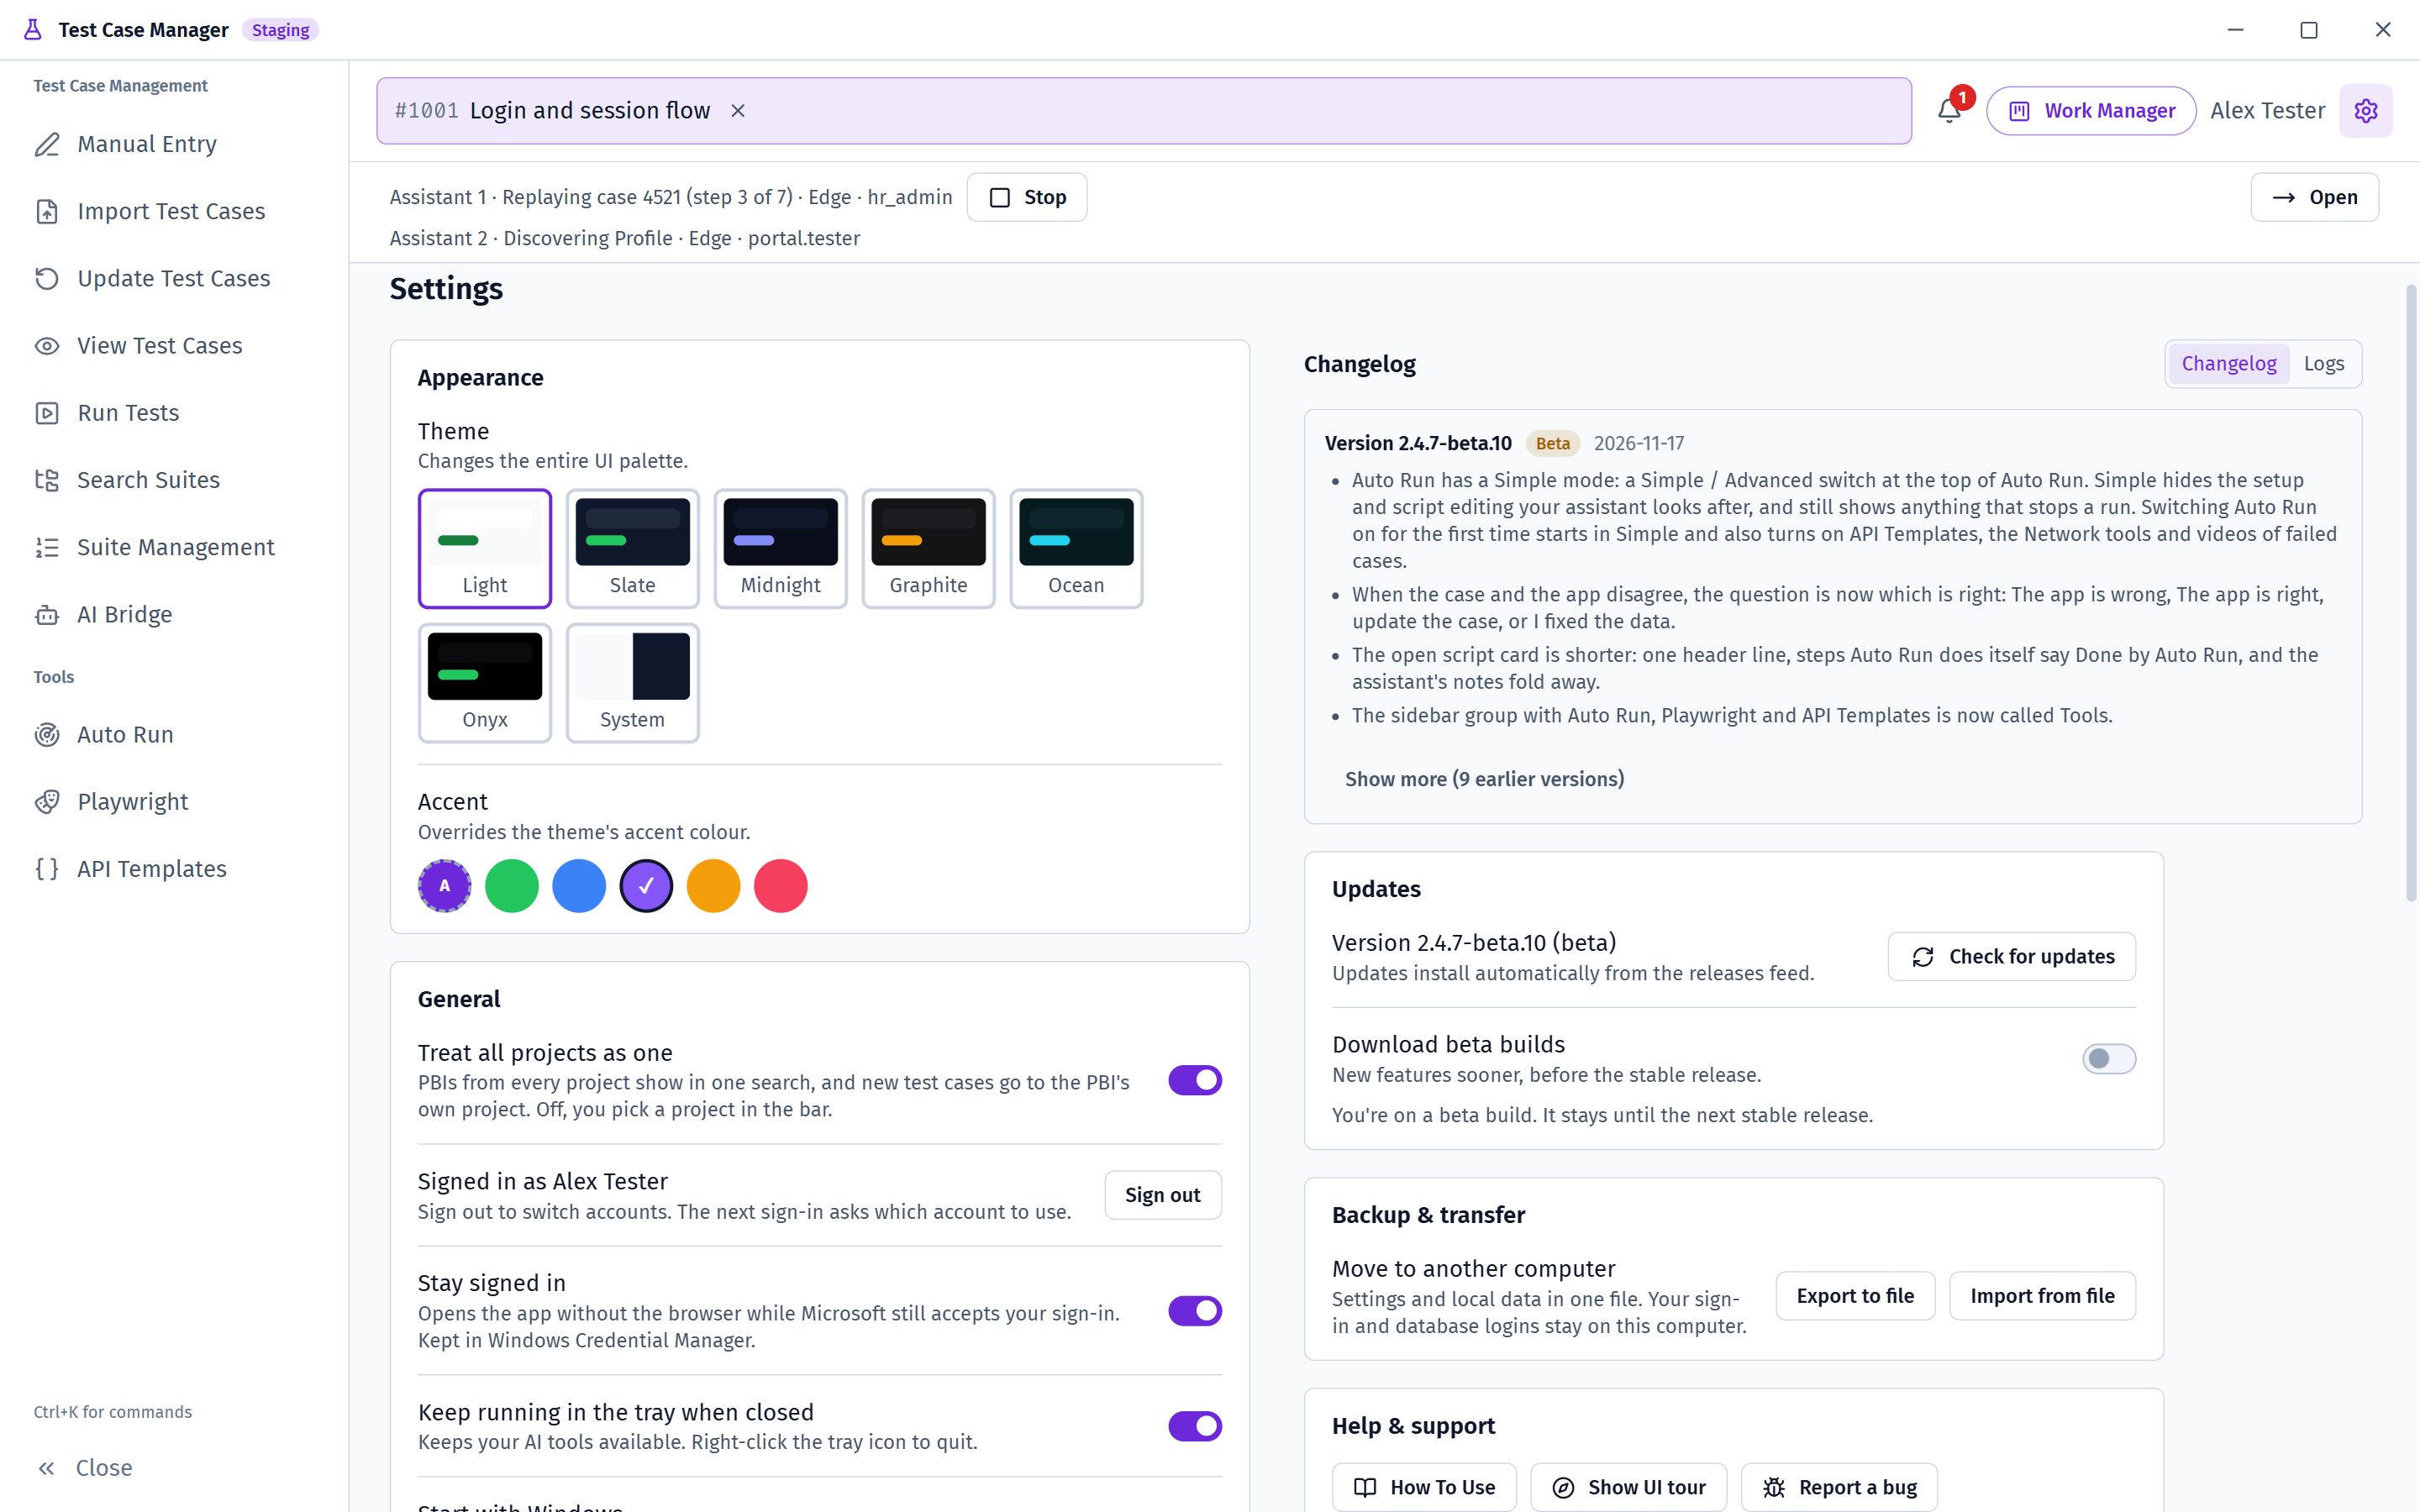 Test Case Manager Staging
Test Case Management
Manual Entry
Import Test Cases
Update Test Cases
View Test Cases
Run Tests
Search Suites
Suite Management
AI Bridge
Tools
Auto Run
Playwright
API Templates
Ctrl+K for commands
Close
#1001 Login and session flow
1
Work Manager
Alex Tester
Assistant 1 · Replaying case 4521 (step 3 of 7) · Edge · hr_admin
Stop
Open
Assistant 2 · Discovering Profile · Edge · portal.tester
Settings
Appearance
Theme
Changes the entire UI palette.
Light
Slate
Midnight
Graphite
Ocean
Onyx
System
Accent
Overrides the theme's accent colour.
A
General
Treat all projects as one
PBIs from every project show in one search, and new test cases go to the PBI's
own project. Off, you pick a project in the bar.
Signed in as Alex Tester
Sign out to switch accounts. The next sign-in asks which account to use.
Sign out
Stay signed in
Opens the app without the browser while Microsoft still accepts your sign-in.
Kept in Windows Credential Manager.
Keep running in the tray when closed
Keeps your AI tools available. Right-click the tray icon to quit.
Start with Windows
Changelog
Changelog Logs
Version 2.4.7-beta.10 Beta 2026-11-17
• Auto Run has a Simple mode: a Simple / Advanced switch at the top of Auto Run. Simple hides the setup
and script editing your assistant looks after, and still shows anything that stops a run. Switching Auto Run
on for the first time starts in Simple and also turns on API Templates, the Network tools and videos of failed
cases.
• When the case and the app disagree, the question is now which is right: The app is wrong, The app is right,
update the case, or I fixed the data.
• The open script card is shorter: one header line, steps Auto Run does itself say Done by Auto Run, and the
assistant's notes fold away.
• The sidebar group with Auto Run, Playwright and API Templates is now called Tools.
Show more (9 earlier versions)
Updates
Version 2.4.7-beta.10 (beta)
Updates install automatically from the releases feed.
Check for updates
Download beta builds
New features sooner, before the stable release.
You're on a beta build. It stays until the next stable release.
Backup & transfer
Move to another computer
Settings and local data in one file. Your sign-
in and database logins stay on this computer.
Export to file
Import from file
Help & support
How To Use
Show UI tour
Report a bug